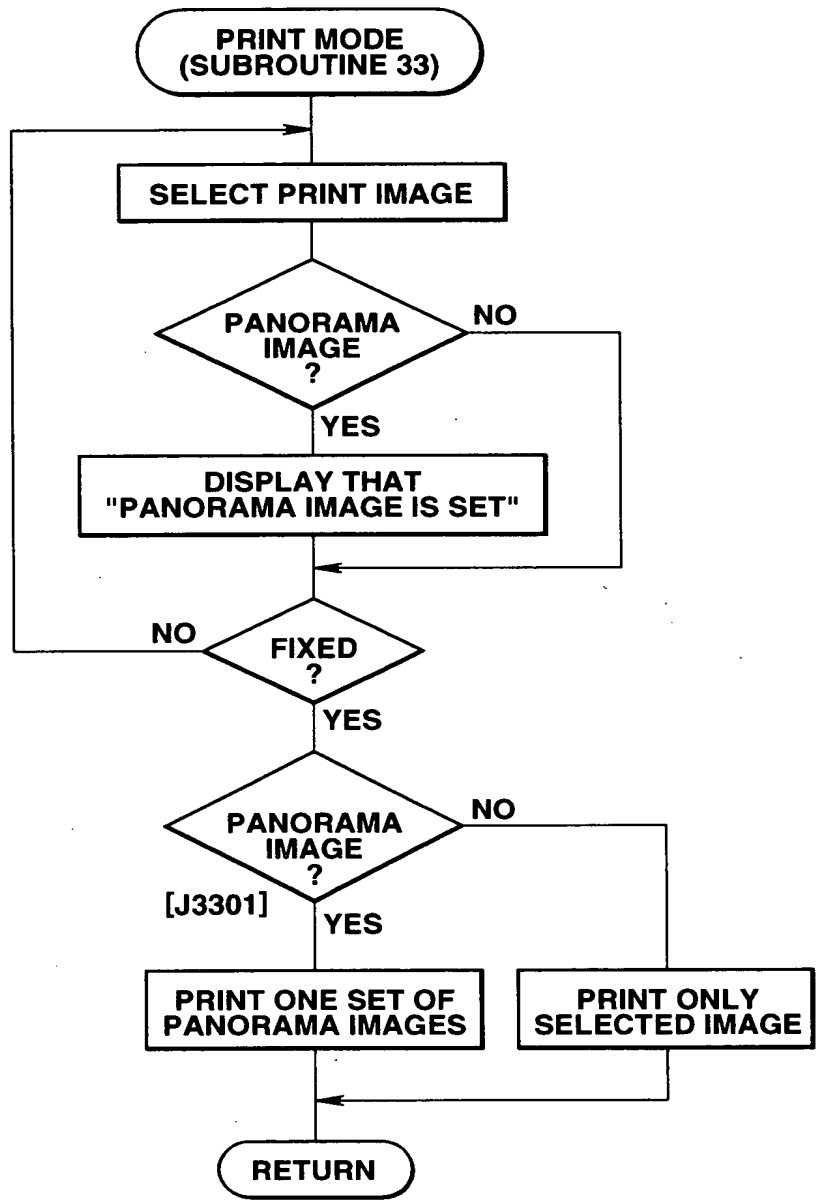 PRINT MODE
(SUBROUTINE 33)
SELECT PRINT IMAGE
PANORAMA
IMAGE
?
NO
YES
DISPLAY THAT
"PANORAMA IMAGE IS SET"
NO
FIXED
?
YES
PANORAMA
IMAGE
?
NO
[J3301]
YES
PRINT ONE SET OF
PANORAMA IMAGES
PRINT ONLY
SELECTED IMAGE
RETURN